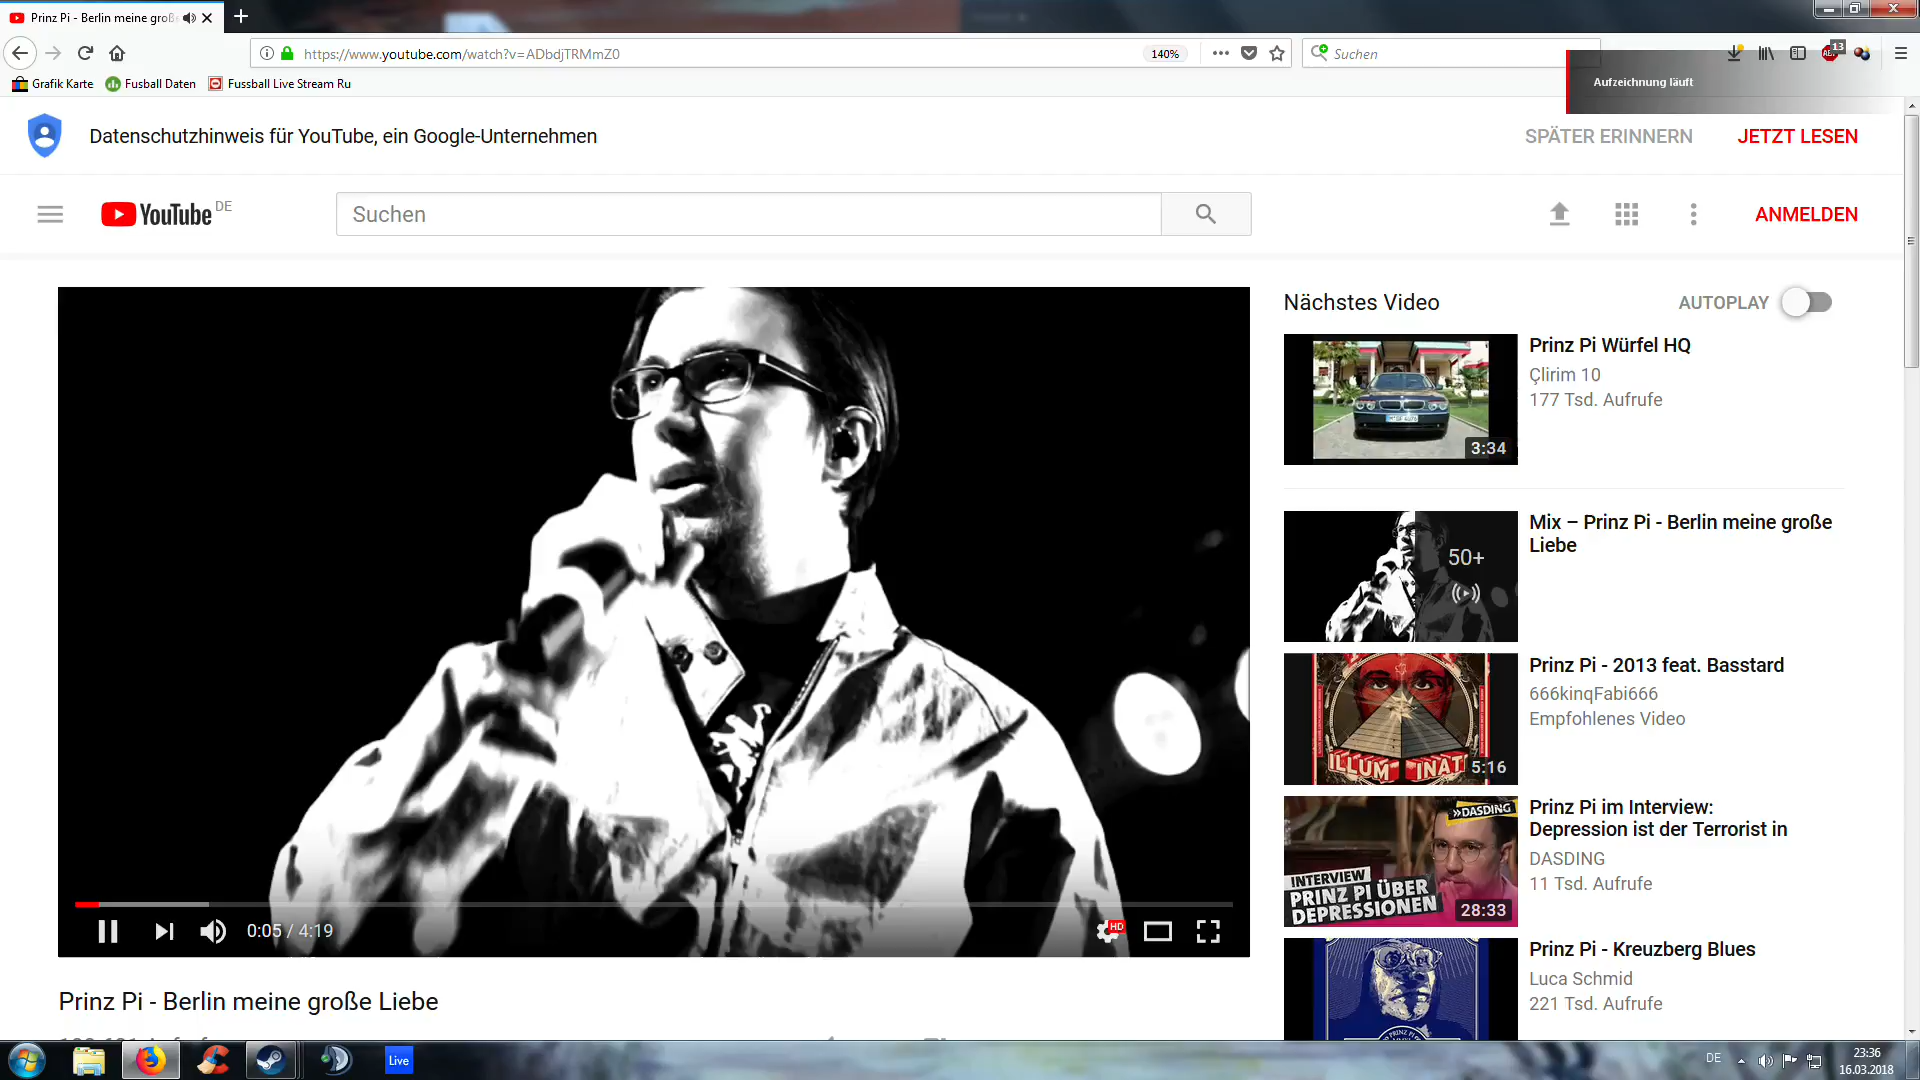 Prinz Pi - Berlin meine groß
https://www.youtube.com/watch?v=ADbdjTRMmZ0
140%
Suchen
13
Grafik Karte
Fusball Daten
Fussball Live Stream Ru
Aufzeichnung läuft
Datenschutzhinweis für YouTube, ein Google-Unternehmen
SPÄTER ERINNERN
JETZT LESEN
YouTube DE
Suchen
ANMELDEN
Nächstes Video
AUTOPLAY
Prinz Pi Würfel HQ
Çlirim 10
177 Tsd. Aufrufe
3:34
Mix – Prinz Pi - Berlin meine große
Liebe
50+
Prinz Pi - 2013 feat. Basstard
666kinqFabi666
Empfohlenes Video
ILLUM INAT
5:16
Prinz Pi im Interview:
Depression ist der Terrorist in
DASDING
11 Tsd. Aufrufe
»DASDING
INTERVIEW
PRINZ PI ÜBER
DEPRESSIONEN
28:33
Prinz Pi - Kreuzberg Blues
Luca Schmid
221 Tsd. Aufrufe
PRINZ PI
0:05 / 4:19
HD
Prinz Pi - Berlin meine große Liebe
Live
DE
23:36
16.03.2018